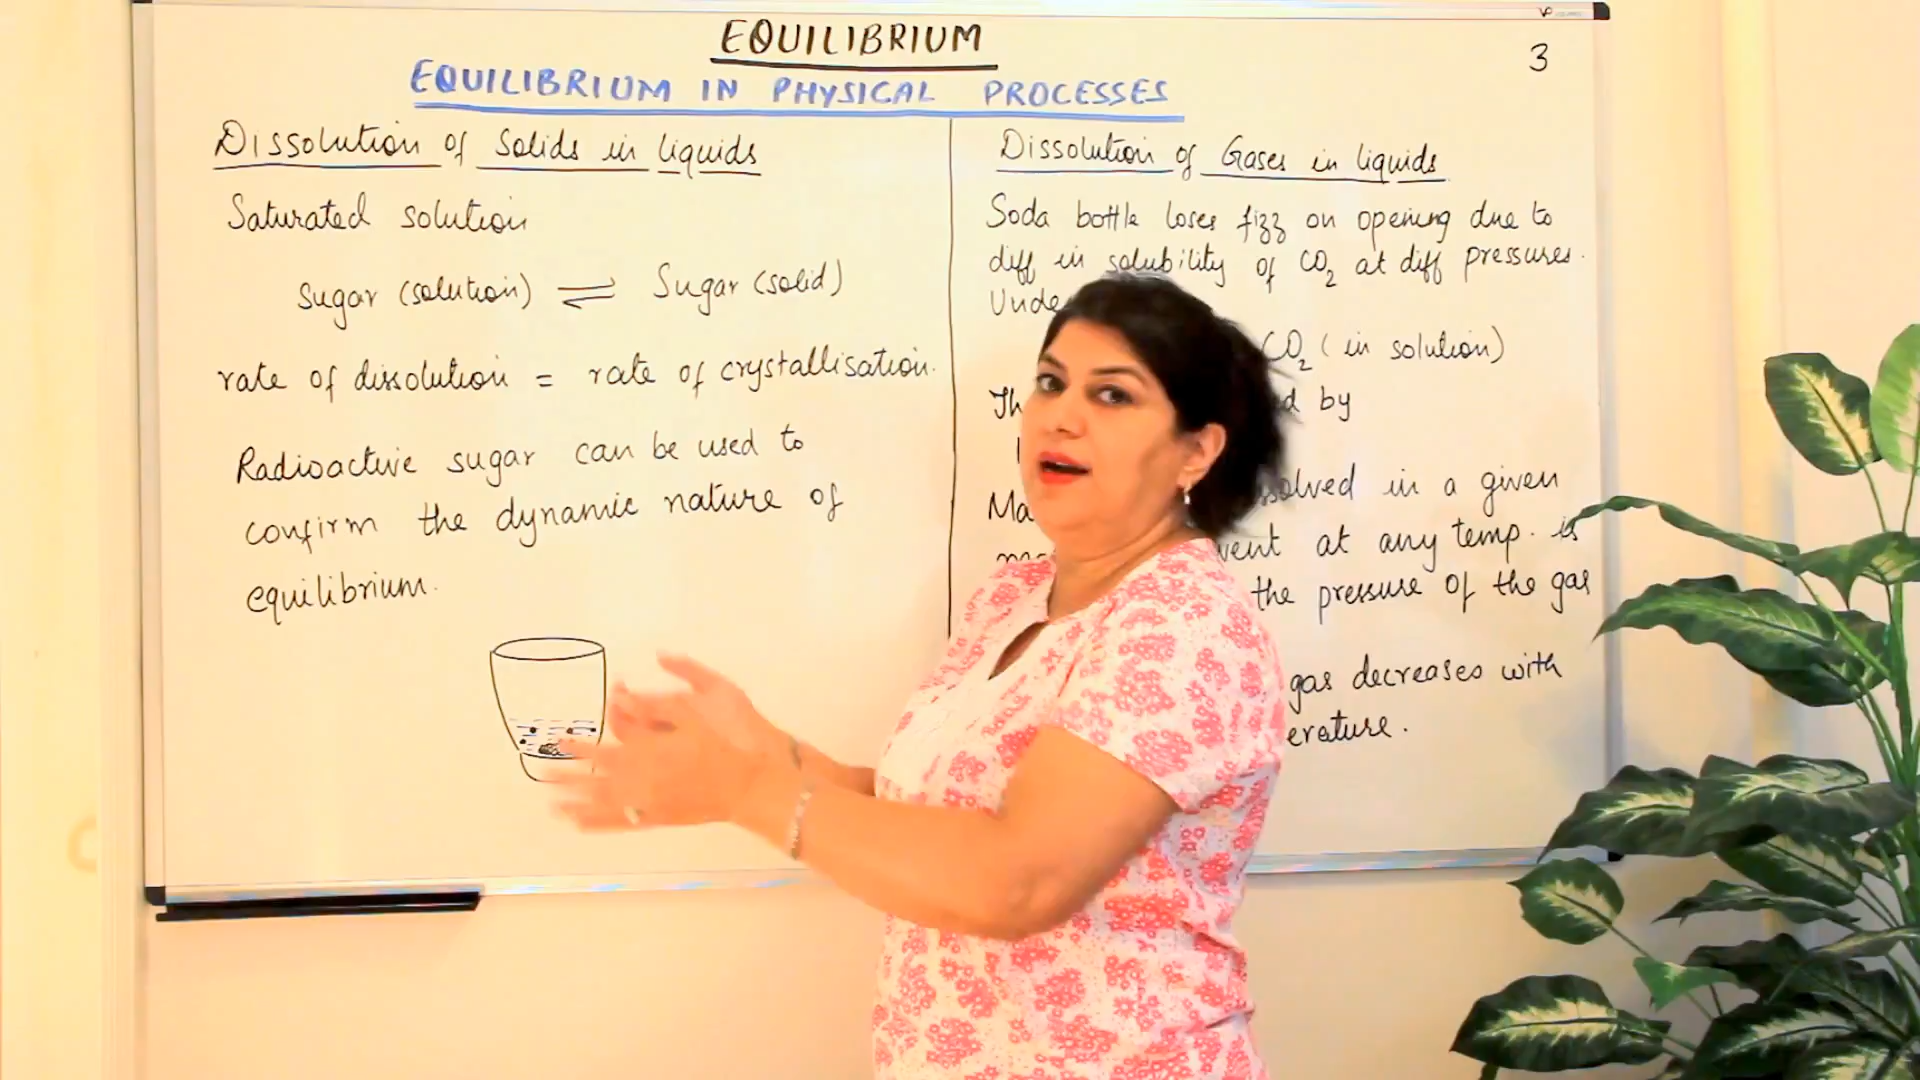 EQUILIBRIUM
3
EQUILIBRIUM IN PHYSICAL PROCESSES
Dissolution of Solids in liquids
Saturated solution
Sugar (solution) ⇌ Sugar (solid)
rate of dissolution = rate of crystallisation.
Radioactive sugar can be used to
confirm the dynamic nature of
equilibrium.
Dissolution of Gases in liquids
Soda bottle loses fizz on opening due to
diff in solubility of CO2 at diff pressures.
CO2 (in solution)
by
in a given
at any temp. is
the pressure of the gas
gas decreases with